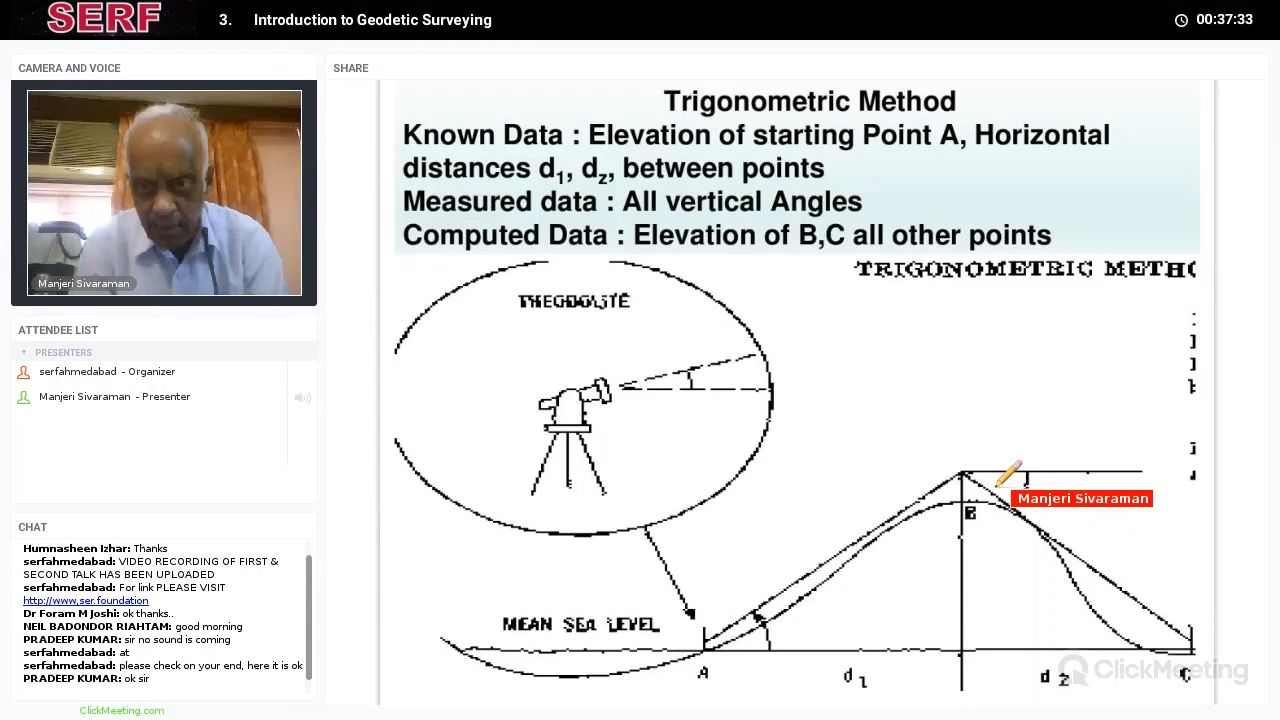 SERF
3. Introduction to Geodetic Surveying
00:37:33
CAMERA AND VOICE
Manjeri Sivaraman
ATTENDEE LIST
PRESENTERS
serfahmedabad - Organizer
Manjeri Sivaraman - Presenter
CHAT
Humnasheen Izhar: Thanks
serfahmedabad: VIDEO RECORDING OF FIRST &
SECOND TALK HAS BEEN UPLOADED
serfahmedabad: For link PLEASE VISIT
http://www.ser.foundation
Dr Foram M Joshi: ok thanks..
NEIL BADONDOR RIAHTAM: good morning
PRADEEP KUMAR: sir no sound is coming
serfahmedabad: at
serfahmedabad: please check on your end, here it is ok
PRADEEP KUMAR: ok sir
ClickMeeting.com
SHARE
Trigonometric Method
Known Data : Elevation of starting Point A, Horizontal
distances d1, dz, between points
Measured data : All vertical Angles
Computed Data : Elevation of B,C all other points
TRIGONOMETRIC METHO
THEODOLITE
Manjeri Sivaraman
B
MEAN SEA LEVEL
A
d1
d2
C
ClickMeeting